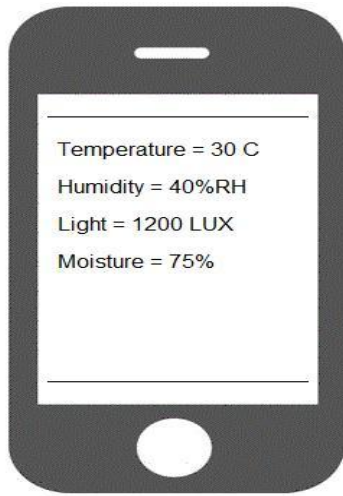 Temperature = 30 C
Humidity = 40%RH
Light = 1200 LUX
Moisture = 75%